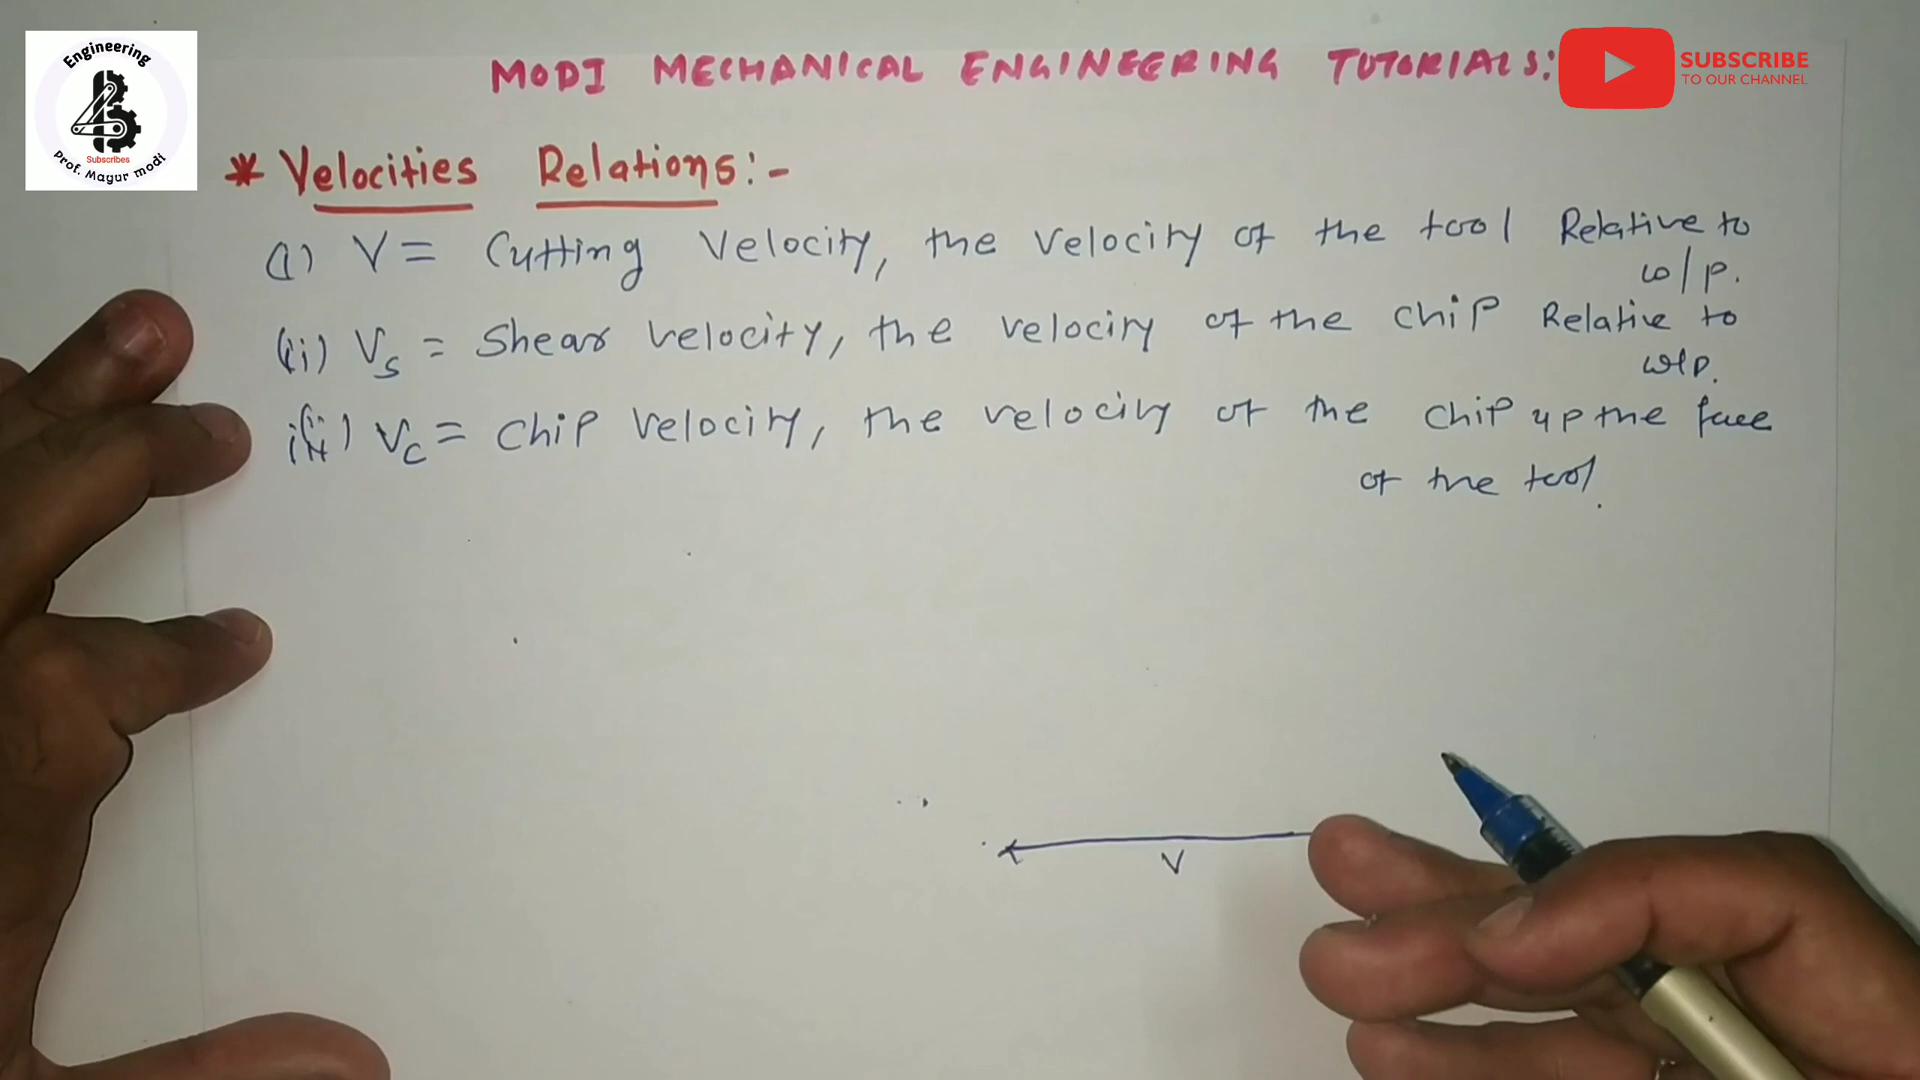 Engineering
Subscribes
Prof. Mayur modi
MODI MECHANICAL ENGINEERING TUTORIALS:
SUBSCRIBE
TO OUR CHANNEL
* Velocities Relations:-
(i) V = Cutting Velocity, the velocity of the tool Relative to
w/p.
(ii) Vs = Shear velocity, the velocity of the chip Relative to
w/p.
(iii) Vc = Chip velocity, the velocity of the chip up the face
of the tool.
V